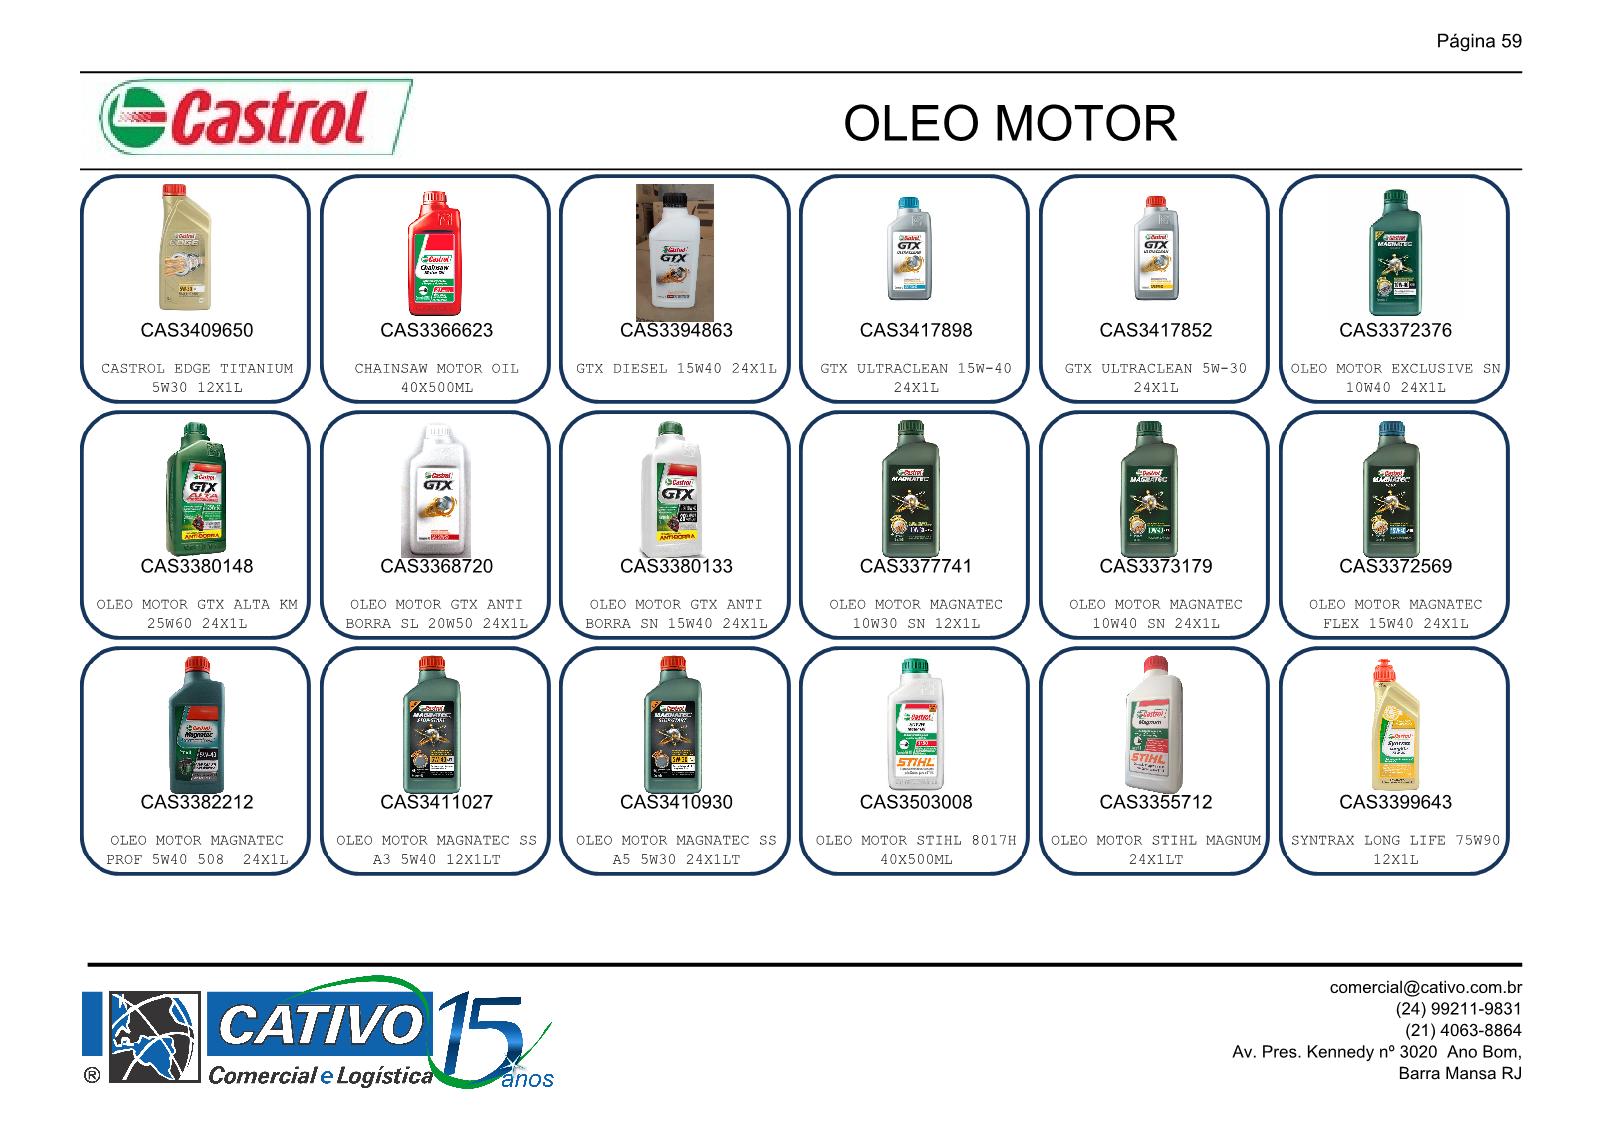 Página 59
Castrol
OLEO MOTOR
CAS3409650
CASTROL EDGE TITANIUM
5W30 12X1L
CAS3366623
CHAINSAW MOTOR OIL
40X500ML
CAS3394863
GTX DIESEL 15W40 24X1L
CAS3417898
GTX ULTRACLEAN 15W-40
24X1L
CAS3417852
GTX ULTRACLEAN 5W-30
24X1L
CAS3372376
OLEO MOTOR EXCLUSIVE SN
10W40 24X1L
CAS3380148
OLEO MOTOR GTX ALTA KM
25W60 24X1L
CAS3368720
OLEO MOTOR GTX ANTI
BORRA SL 20W50 24X1L
CAS3380133
OLEO MOTOR GTX ANTI
BORRA SN 15W40 24X1L
CAS3377741
OLEO MOTOR MAGNATEC
10W30 SN 12X1L
CAS3373179
OLEO MOTOR MAGNATEC
10W40 SN 24X1L
CAS3372569
OLEO MOTOR MAGNATEC
FLEX 15W40 24X1L
CAS3382212
OLEO MOTOR MAGNATEC
PROF 5W40 508  24X1L
CAS3411027
OLEO MOTOR MAGNATEC SS
A3 5W40 12X1LT
CAS3410930
OLEO MOTOR MAGNATEC SS
A5 5W30 24X1LT
CAS3503008
OLEO MOTOR STIHL 8017H
40X500ML
CAS3355712
OLEO MOTOR STIHL MAGNUM
24X1LT
CAS3399643
SYNTRAX LONG LIFE 75W90
12X1L
CATIVO 15
® Comercial e Logística anos
comercial@cativo.com.br
(24) 99211-9831
(21) 4063-8864
Av. Pres. Kennedy nº 3020  Ano Bom,
Barra Mansa RJ